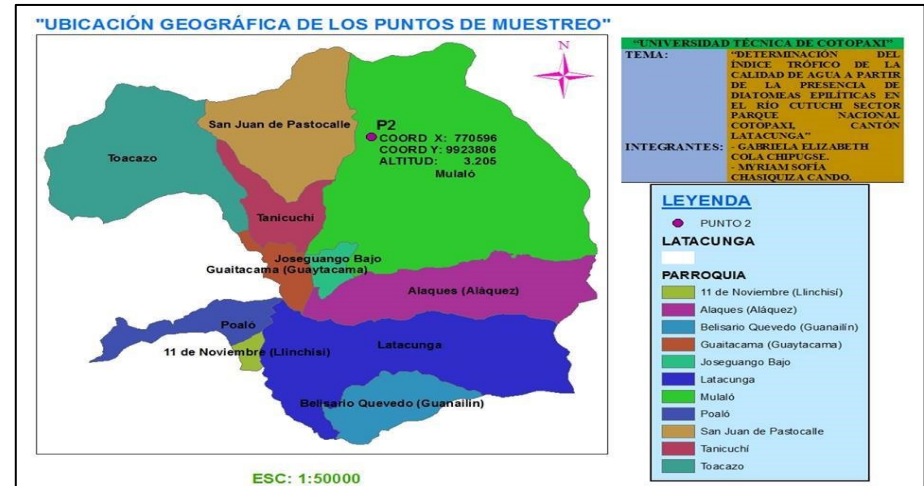 "UBICACIÓN GEOGRÁFICA DE LOS PUNTOS DE MUESTREO"
N
San Juan de Pastocalle
P2
COORD X: 770596
COORD Y: 9923806
ALTITUD: 3.205
Mulaló
Toacazo
Tanicuchí
Joseguango Bajo
Guaitacama (Guaytacama)
Alaques (Aláquez)
Poaló
Latacunga
11 de Noviembre (Llinchisi)
Belisario Quevedo (Guanailín)
ESC: 1:50000
"UNIVERSIDAD TÉCNICA DE COTOPAXI"
TEMA: "DETERMINACIÓN DEL
ÍNDICE TRÓFICO DE LA
CALIDAD DE AGUA A PARTIR
DE LA PRESENCIA DE
DIATOMEAS EPILÍTICAS EN
EL RÍO CUTUCHI SECTOR
PARQUE NACIONAL
COTOPAXI, CANTÓN
LATACUNGA"
INTEGRANTES: - GABRIELA ELIZABETH
COLA CHIPUGSE.
- MYRIAM SOFÍA
CHASIQUIZA CANDO.
LEYENDA
PUNTO 2
LATACUNGA
PARROQUIA
11 de Noviembre (Llinchisí)
Alaques (Aláquez)
Belisario Quevedo (Guanailín)
Guaitacama (Guaytacama)
Joseguango Bajo
Latacunga
Mulaló
Poaló
San Juan de Pastocalle
Tanicuchí
Toacazo